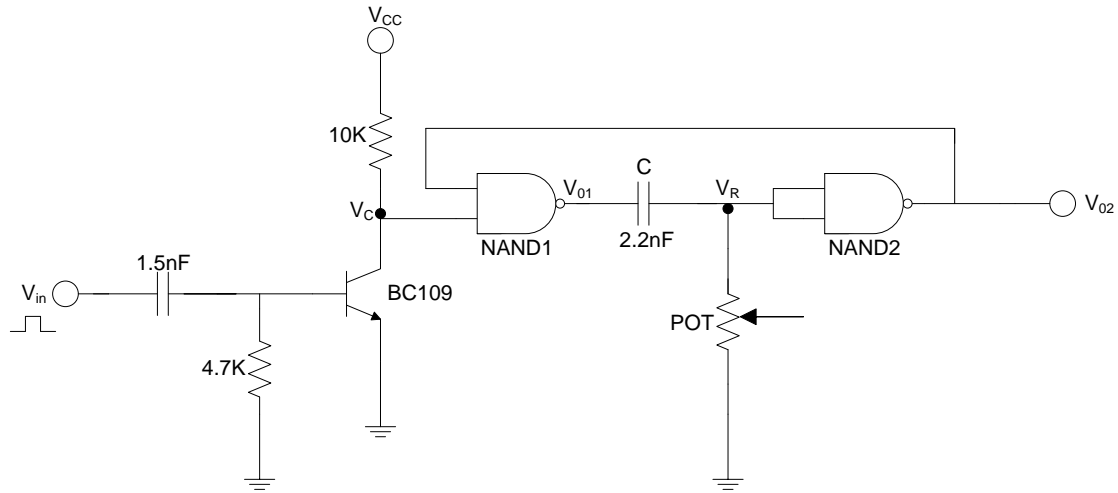 V_CC
10K
C
V_01
V_R
V_C
V_02
NAND1
2.2nF
NAND2
1.5nF
V_in
BC109
POT
4.7K